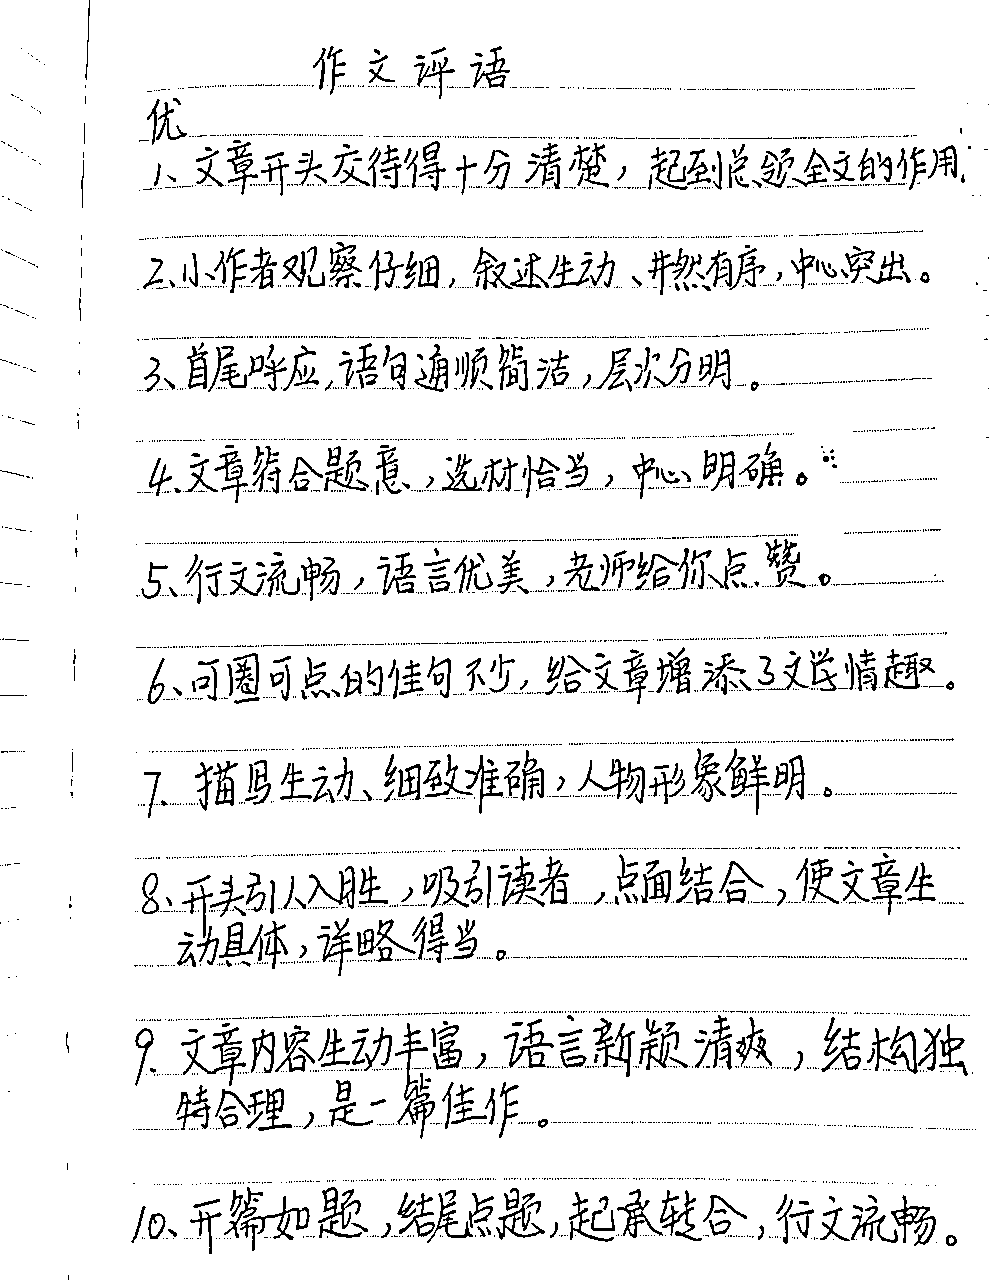 作文评语
优
1、文章开头交待得十分清楚，起到总领全文的作用.
2、小作者观察仔细，叙述生动、井然有序，中心突出。
3、首尾呼应，语句通顺简洁，层次分明。
4、文章符合题意，选材恰当，中心明确。
5、行文流畅，语言优美，老师给你点赞。
6、可圈可点的佳句不少，给文章增添了文学情趣。
7、描写生动、细致准确，人物形象鲜明。
8、开头引人入胜，吸引读者，点面结合，使文章生
动具体，详略得当。
9、文章内容生动丰富，语言新颖清爽，结构独
特合理，是一篇佳作。
10、开篇如题，结尾点题，起承转合，行文流畅。